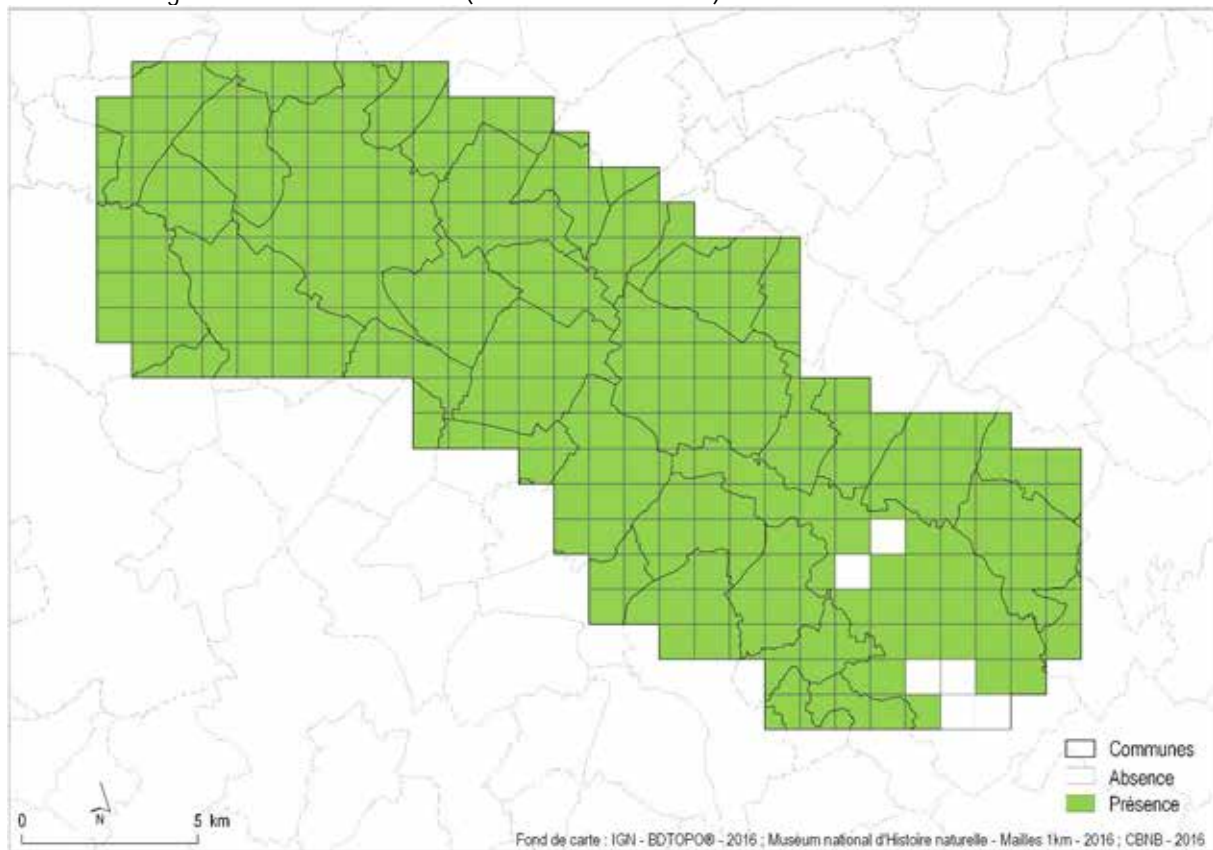 Communes
Absence
Présence
0 N 5 km
Fond de carte : IGN - BDTOPO® - 2016 ; Muséum national d'Histoire naturelle - Mailles 1km - 2016 ; CBNB - 2016